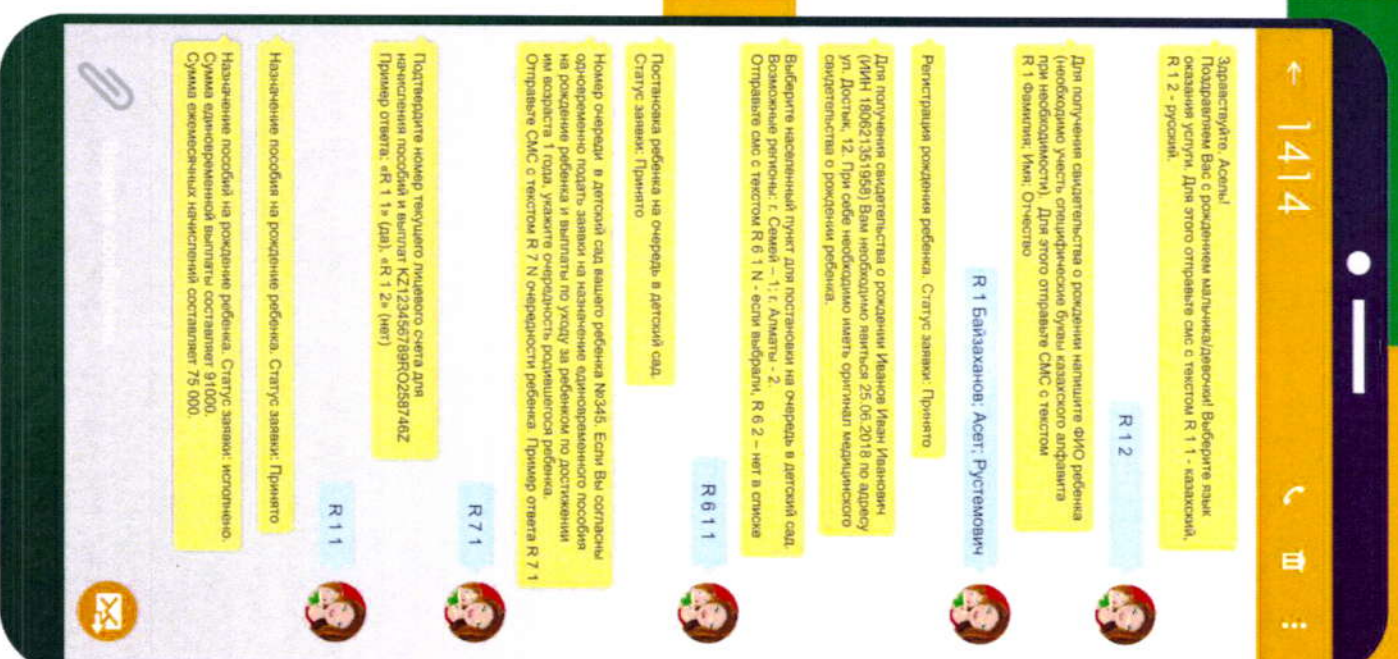 ← 1414
Здравствуйте, Асель!
Поздравляем Вас с рождением мальчика/девочки! Выберите язык
оказания услуги. Для этого отправьте смс с текстом R 1 1 - казахский,
R 1 2 - русский.
R 1 2
Для получения свидетельства о рождении напишите ФИО ребенка
(необходимо учесть специфические буквы казахского алфавита
при необходимости). Для этого отправьте СМС с текстом
R 1 Фамилия; Имя; Отчество
R 1 Байзаханов; Асет; Рустемович
Регистрация рождения ребенка. Статус заявки: Принято
Для получения свидетельства о рождении Иванов Иван Иванович
(ИИН 180621351958) Вам необходимо явиться 25.06.2018 по адресу
ул. Достык, 12. При себе необходимо иметь оригинал медицинского
свидетельства о рождении ребенка.
Выберите населенный пункт для постановки на очередь в детский сад.
Возможные регионы: г. Семей – 1; г. Алматы - 2.
Отправьте смс с текстом R 6 1 N - если выбрали, R 6 2 – нет в списке
R 6 1 1
Постановка ребенка на очередь в детский сад.
Статус заявки: Принято
Номер очереди в детский сад вашего ребенка №345. Если Вы согласны
одновременно подать заявки на назначение единовременного пособия
на рождение ребенка и выплаты по уходу за ребенком по достижении
им возраста 1 года, укажите очередность родившегося ребенка.
Отправьте СМС с текстом R 7 N очередности ребенка. Пример ответа R 7 1
R 7 1
Подтвердите номер текущего лицевого счета для
начисления пособий и выплат KZ123456789RO258746Z
Пример ответа: «R 1 1» (да), «R 1 2» (нет)
R 1 1
Назначение пособия на рождение ребенка. Статус заявки: Принято
Назначение пособий на рождение ребенка. Статус заявки: исполнено.
Сумма единовременной выплаты составляет 91000.
Сумма ежемесячных начислений составляет 75 000.